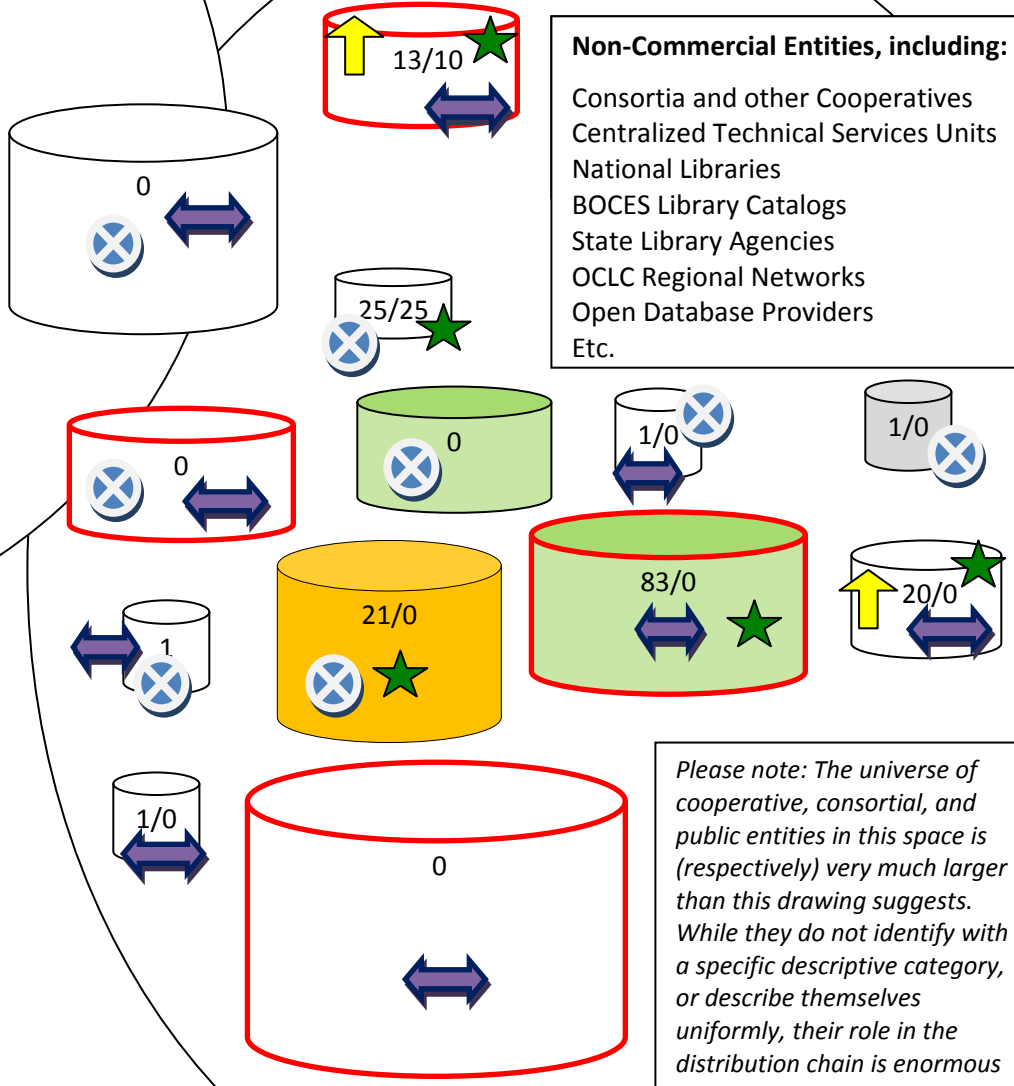 13/10
Non-Commercial Entities, including:
Consortia and other Cooperatives
Centralized Technical Services Units
National Libraries
BOCES Library Catalogs
State Library Agencies
OCLC Regional Networks
Open Database Providers
Etc.
0
25/25
0
0
1/0
1/0
21/0
83/0
20/0
1
1/0
0
Please note: The universe of
cooperative, consortial, and
public entities in this space is
(respectively) very much larger
than this drawing suggests.
While they do not identify with
a specific descriptive category,
or describe themselves
uniformly, their role in the
distribution chain is enormous